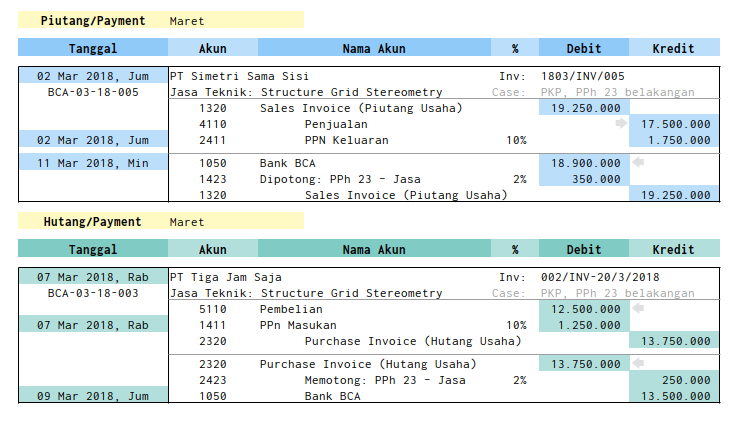 Piutang/Payment Maret
Tanggal Akun Nama Akun % Debit Kredit
02 Mar 2018, Jum PT Simetri Sama Sisi Inv: 1803/INV/005
BCA-03-18-005 Jasa Teknik: Structure Grid Stereometry Case: PKP, PPh 23 belakangan
1320 Sales Invoice (Piutang Usaha) 19.250.000
4110 Penjualan 17.500.000
02 Mar 2018, Jum 2411 PPN Keluaran 10% 1.750.000
11 Mar 2018, Min 1050 Bank BCA 18.900.000
1423 Dipotong: PPh 23 - Jasa 2% 350.000
1320 Sales Invoice (Piutang Usaha) 19.250.000
Hutang/Payment Maret
Tanggal Akun Nama Akun % Debit Kredit
07 Mar 2018, Rab PT Tiga Jam Saja Inv: 002/INV-20/3/2018
BCA-03-18-003 Jasa Teknik: Structure Grid Stereometry Case: PKP, PPh 23 belakangan
5110 Pembelian 12.500.000
07 Mar 2018, Rab 1411 PPn Masukan 10% 1.250.000
2320 Purchase Invoice (Hutang Usaha) 13.750.000
2320 Purchase Invoice (Hutang Usaha) 13.750.000
2423 Memotong: PPh 23 - Jasa 2% 250.000
09 Mar 2018, Jum 1050 Bank BCA 13.500.000